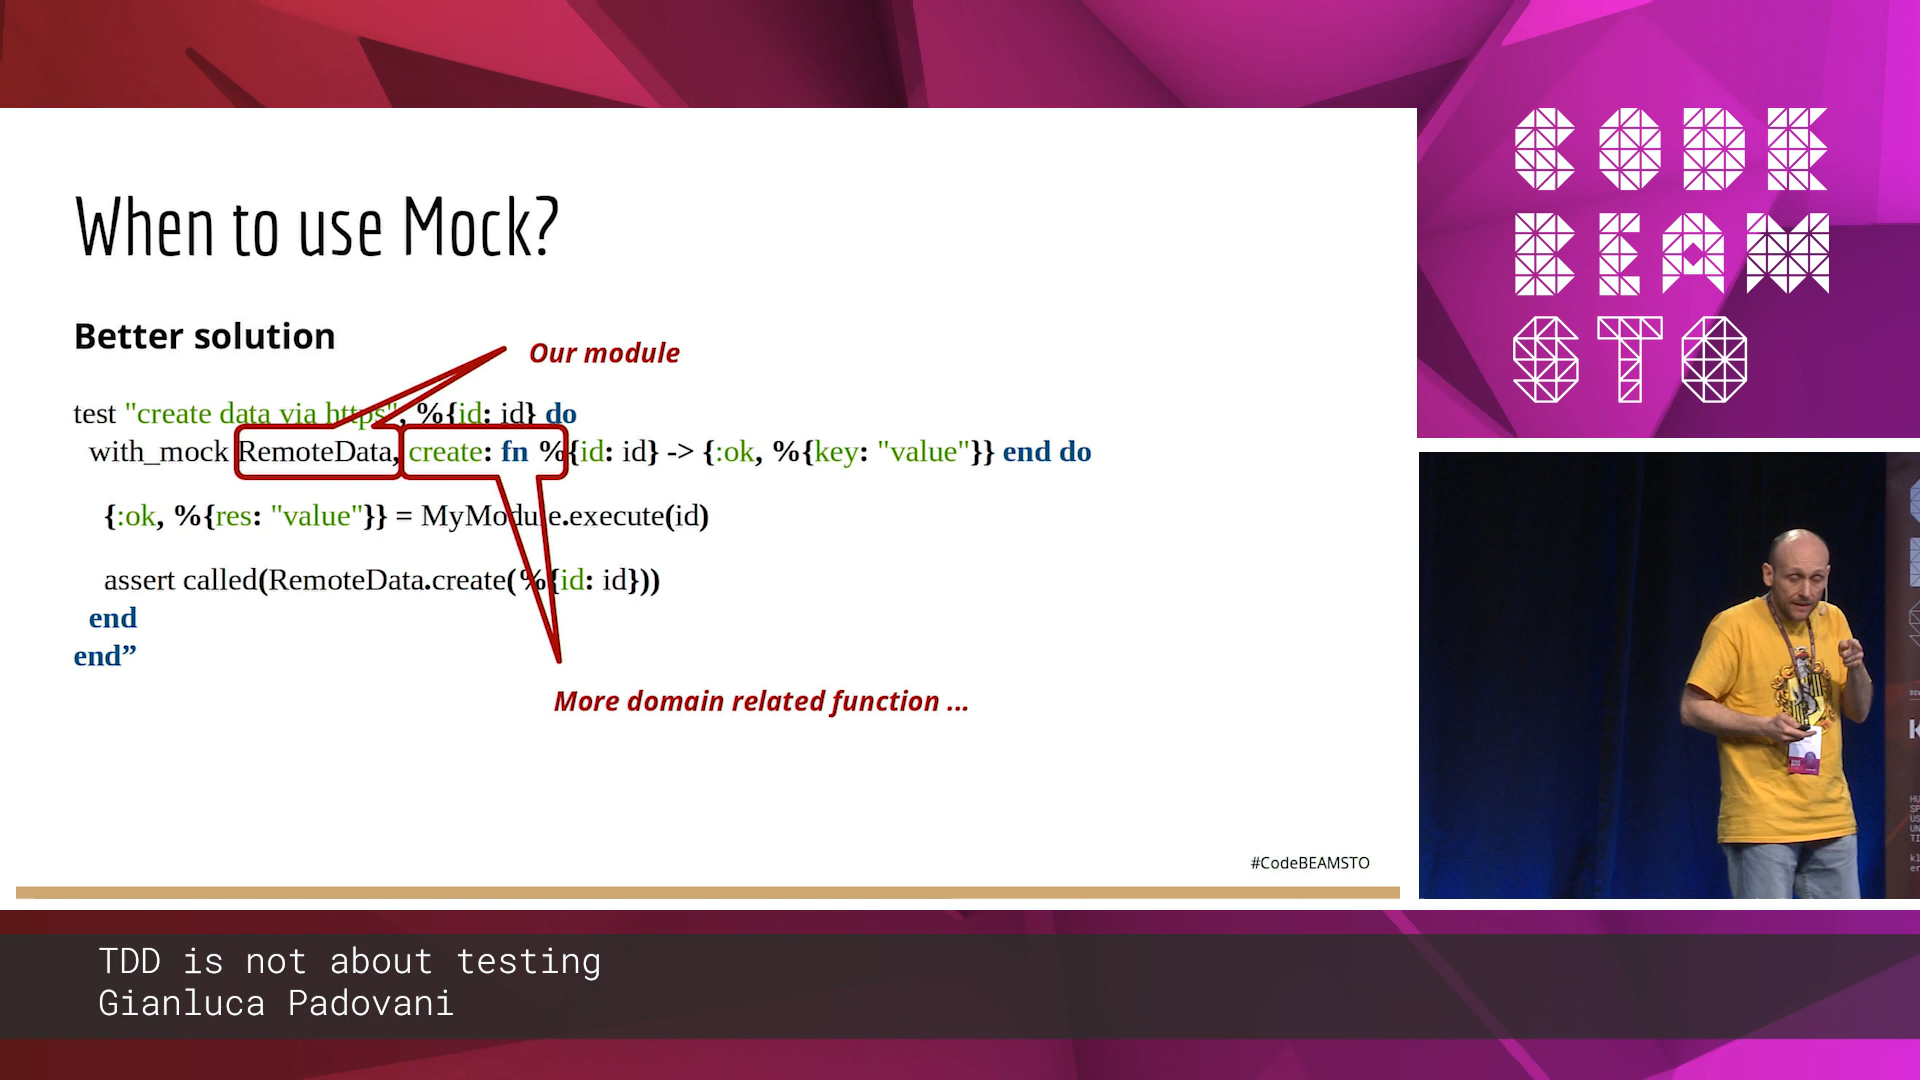 CODE
BEAM
STO
When to use Mock?
Better solution
Our module
test "create data via https", %{id: id} do
with_mock RemoteData, create: fn %{id: id} -> {:ok, %{key: "value"}} end do
{:ok, %{res: "value"}} = MyModule.execute(id)
assert called(RemoteData.create(%{id: id}))
end
end”
More domain related function ...
#CodeBEAMSTO
TDD is not about testing
Gianluca Padovani